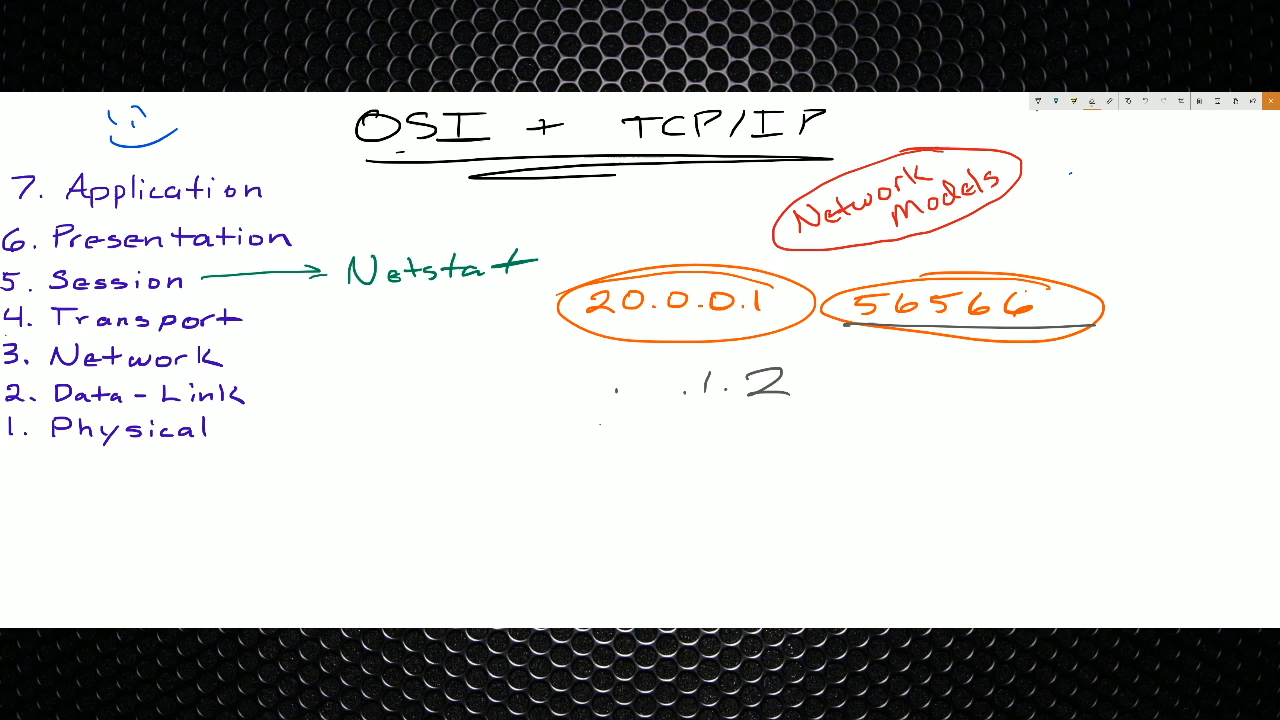 OSI + TCP/IP
Network
Models
7. Application
6. Presentation
5. Session → Netstat
20.0.0.1 56566
4. Transport
3. Network
. .1.2
2. Data-Link
1. Physical